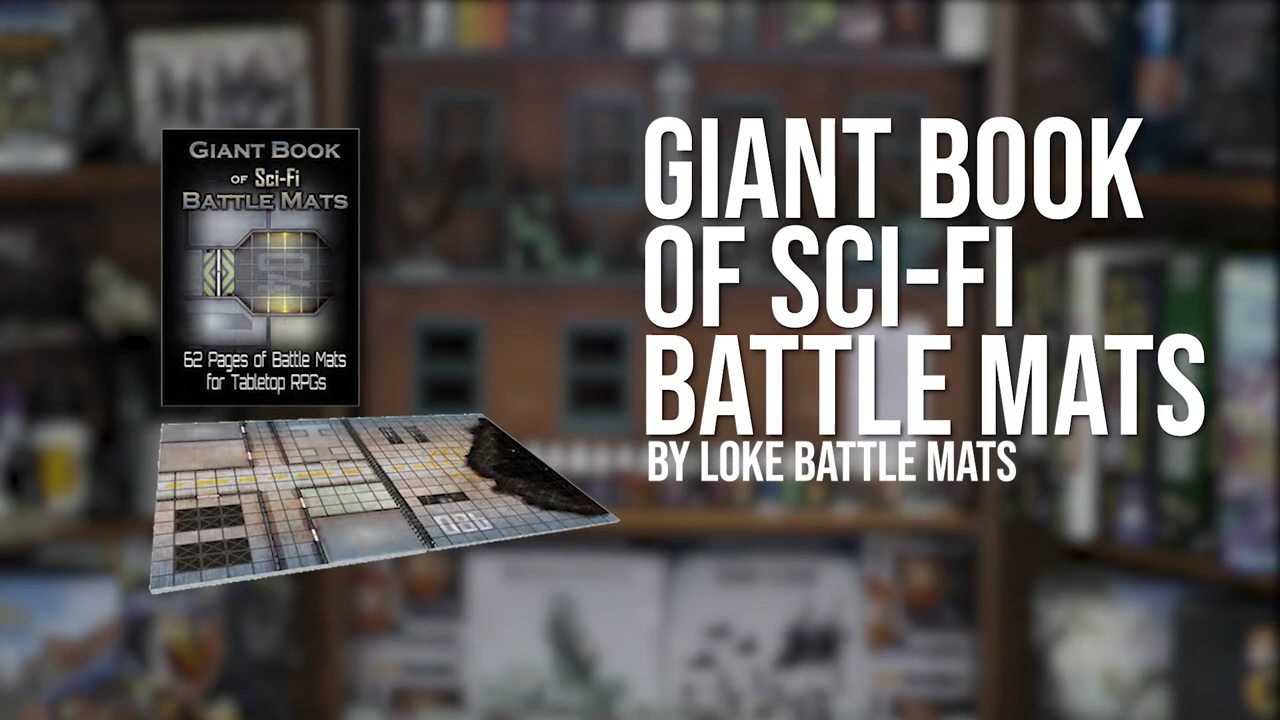 GIANT BOOK
OF Sci-Fi
BATTLE MATS
62 Pages of Battle Mats
for Tabletop RPGs
GIANT BOOK
OF SCI-FI
BATTLE MATS
BY LOKE BATTLE MATS